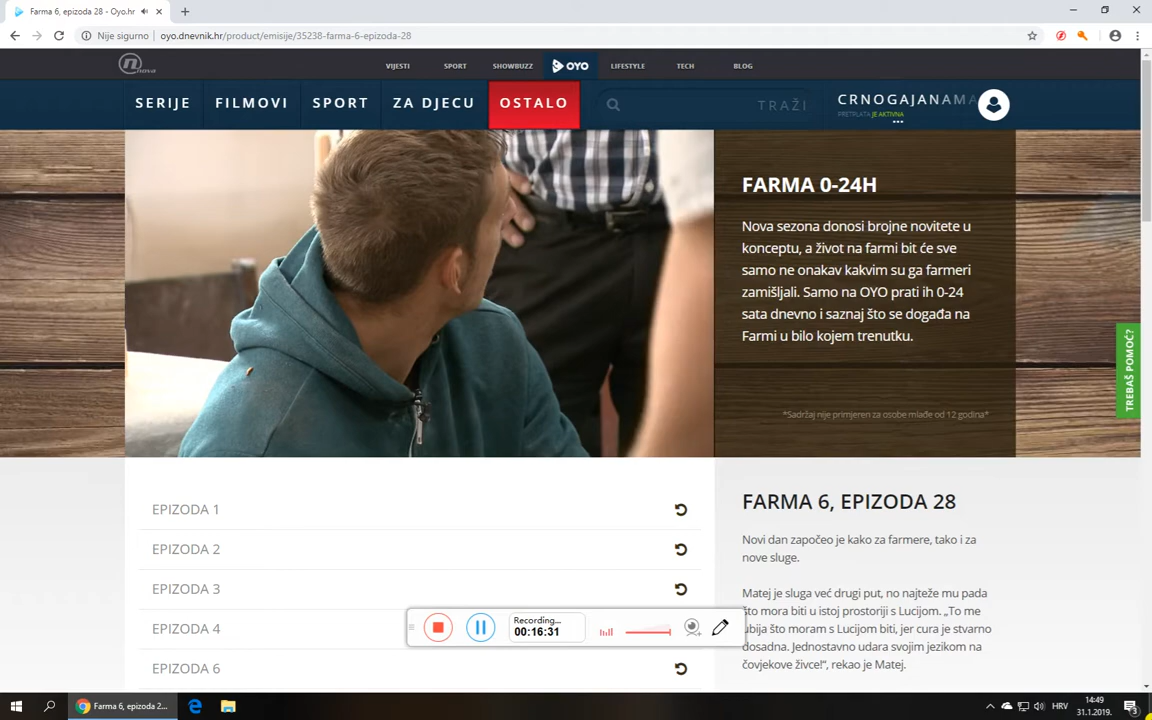 Farma 6, epizoda 28 - Oyo.hr
Nije sigurno
oyo.dnevnik.hr/product/emisije/35238-farma-6-epizoda-28
nova
VIJESTI SPORT SHOWBUZZ OYO LIFESTYLE TECH BLOG
SERIJE FILMOVI SPORT ZA DJECU OSTALO TRAŽI
CRNOGAJANAMA
PRETPLATA JE AKTIVNA
FARMA 0-24H
Nova sezona donosi brojne novitete u
konceptu, a život na farmi bit će sve
samo ne onakav kakvim su ga farmeri
zamišljali. Samo na OYO prati ih 0-24
sata dnevno i saznaj što se događa na
Farmi u bilo kojem trenutku.
*Sadržaj nije primjeren za osobe mlađe od 12 godina*
TREBAŠ POMOĆ?
EPIZODA 1
EPIZODA 2
EPIZODA 3
EPIZODA 4
EPIZODA 6
FARMA 6, EPIZODA 28
Novi dan započeo je kako za farmere, tako i za
nove sluge.
Matej je sluga već drugi put, no najteže mu pada
što mora biti u istoj prostoriji s Lucijom. „To me
ubija što moram s Lucijom biti, jer cura je stvarno
dosadna. Jednostavno udara svojim jezikom na
čovjekove živce!“, rekao je Matej.
Recording...
00:16:31
Farma 6, epizoda 2...
HRV
14:49
31.1.2019.
3